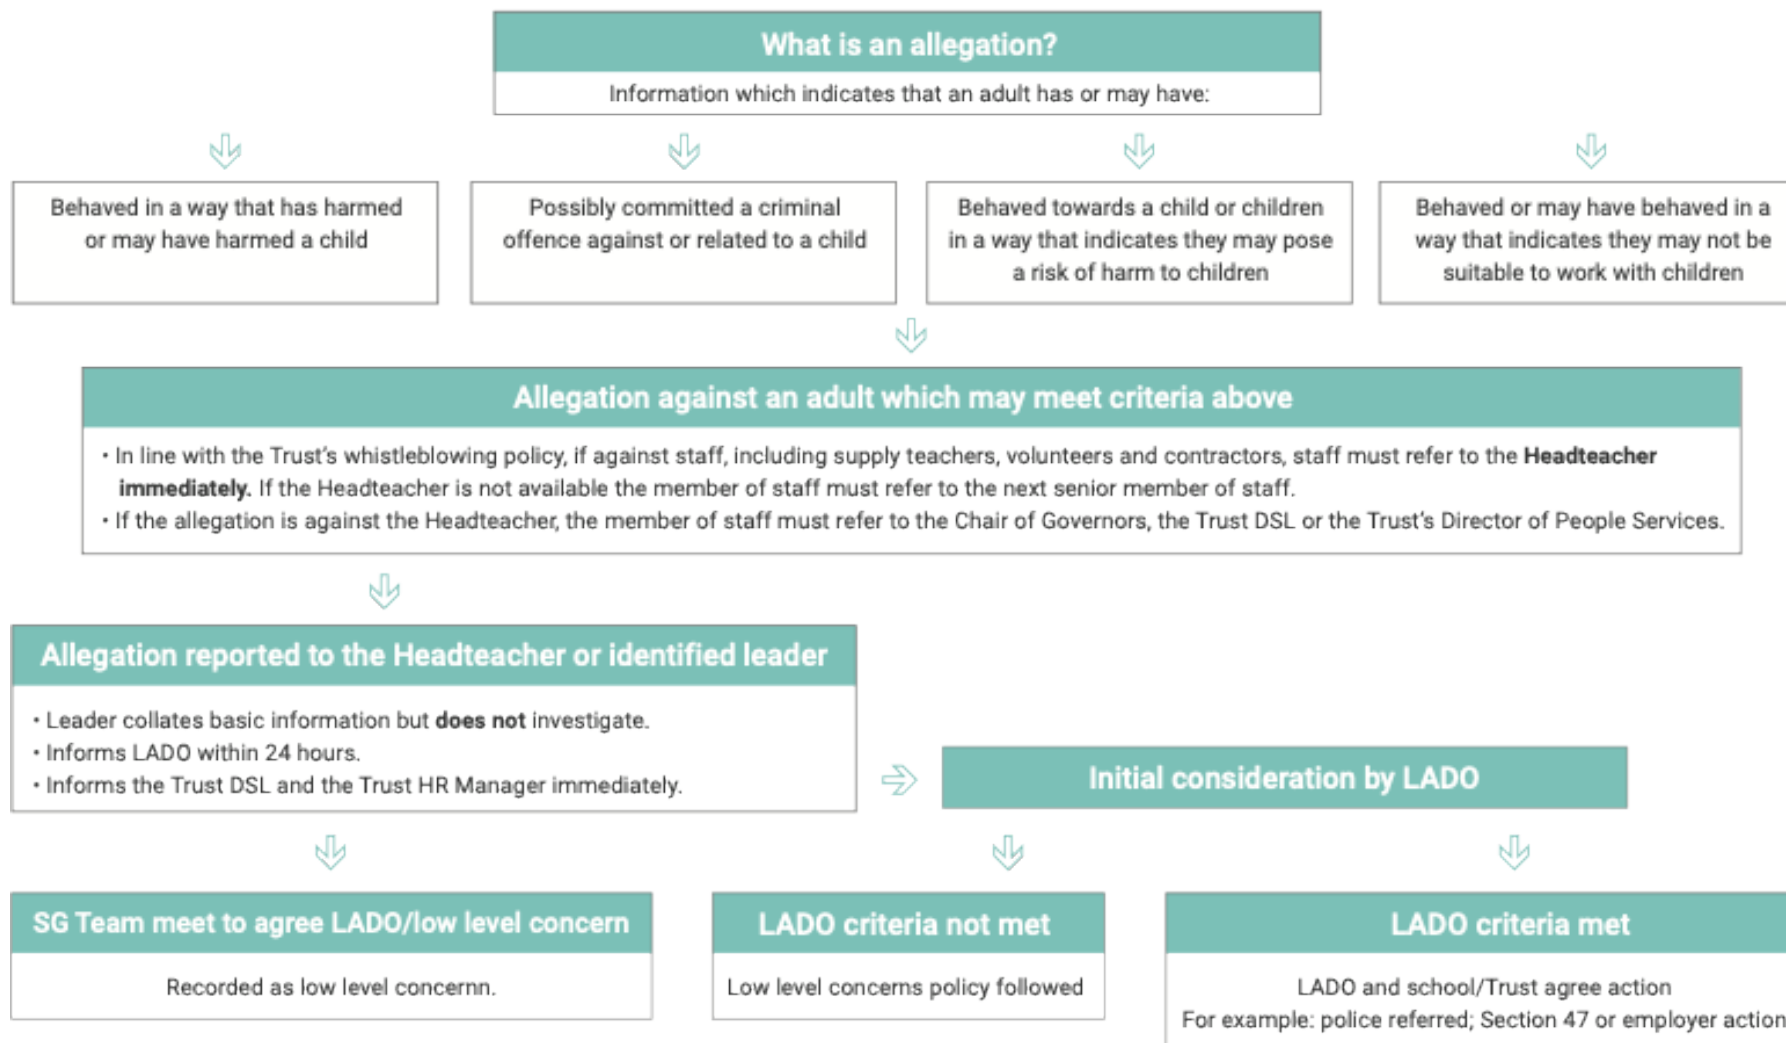 What is an allegation?
Information which indicates that an adult has or may have:
Behaved in a way that has harmed
or may have harmed a child
Possibly committed a criminal
offence against or related to a child
Behaved towards a child or children
in a way that indicates they may pose
a risk of harm to children
Behaved or may have behaved in a
way that indicates they may not be
suitable to work with children
Allegation against an adult which may meet criteria above
• In line with the Trust's whistleblowing policy, if against staff, including supply teachers, volunteers and contractors, staff must refer to the Headteacher
immediately. If the Headteacher is not available the member of staff must refer to the next senior member of staff.
• If the allegation is against the Headteacher, the member of staff must refer to the Chair of Governors, the Trust DSL or the Trust's Director of People Services.
Allegation reported to the Headteacher or identified leader
• Leader collates basic information but does not investigate.
• Informs LADO within 24 hours.
• Informs the Trust DSL and the Trust HR Manager immediately.
Initial consideration by LADO
SG Team meet to agree LADO/low level concern
Recorded as low level concernn.
LADO criteria not met
Low level concerns policy followed
LADO criteria met
LADO and school/Trust agree action
For example: police referred; Section 47 or employer action